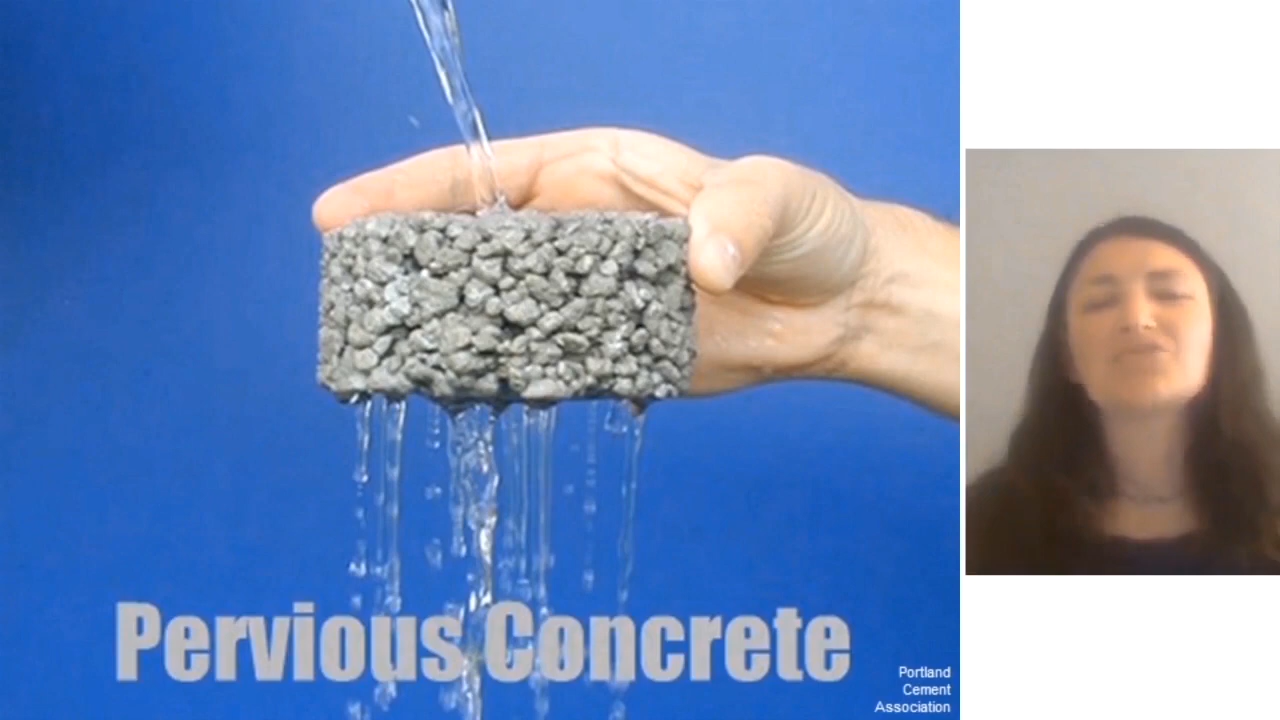 Pervious Concrete
Portland
Cement
Association